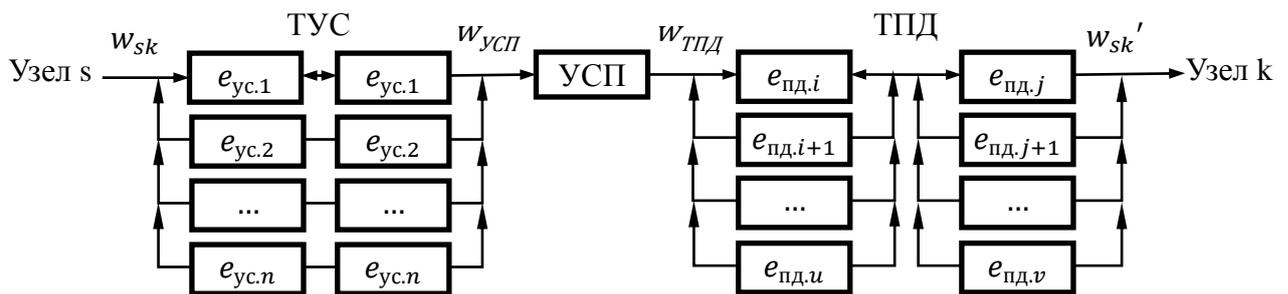 ТУС ТПД
w_sk w_УСП w_ТПД w_sk′
Узел s e_ус.1 e_ус.1 УСП e_пд.i e_пд.j Узел k
e_ус.2 e_ус.2 e_пд.i+1 e_пд.j+1
... ... ... ...
e_ус.n e_ус.n e_пд.u e_пд.v